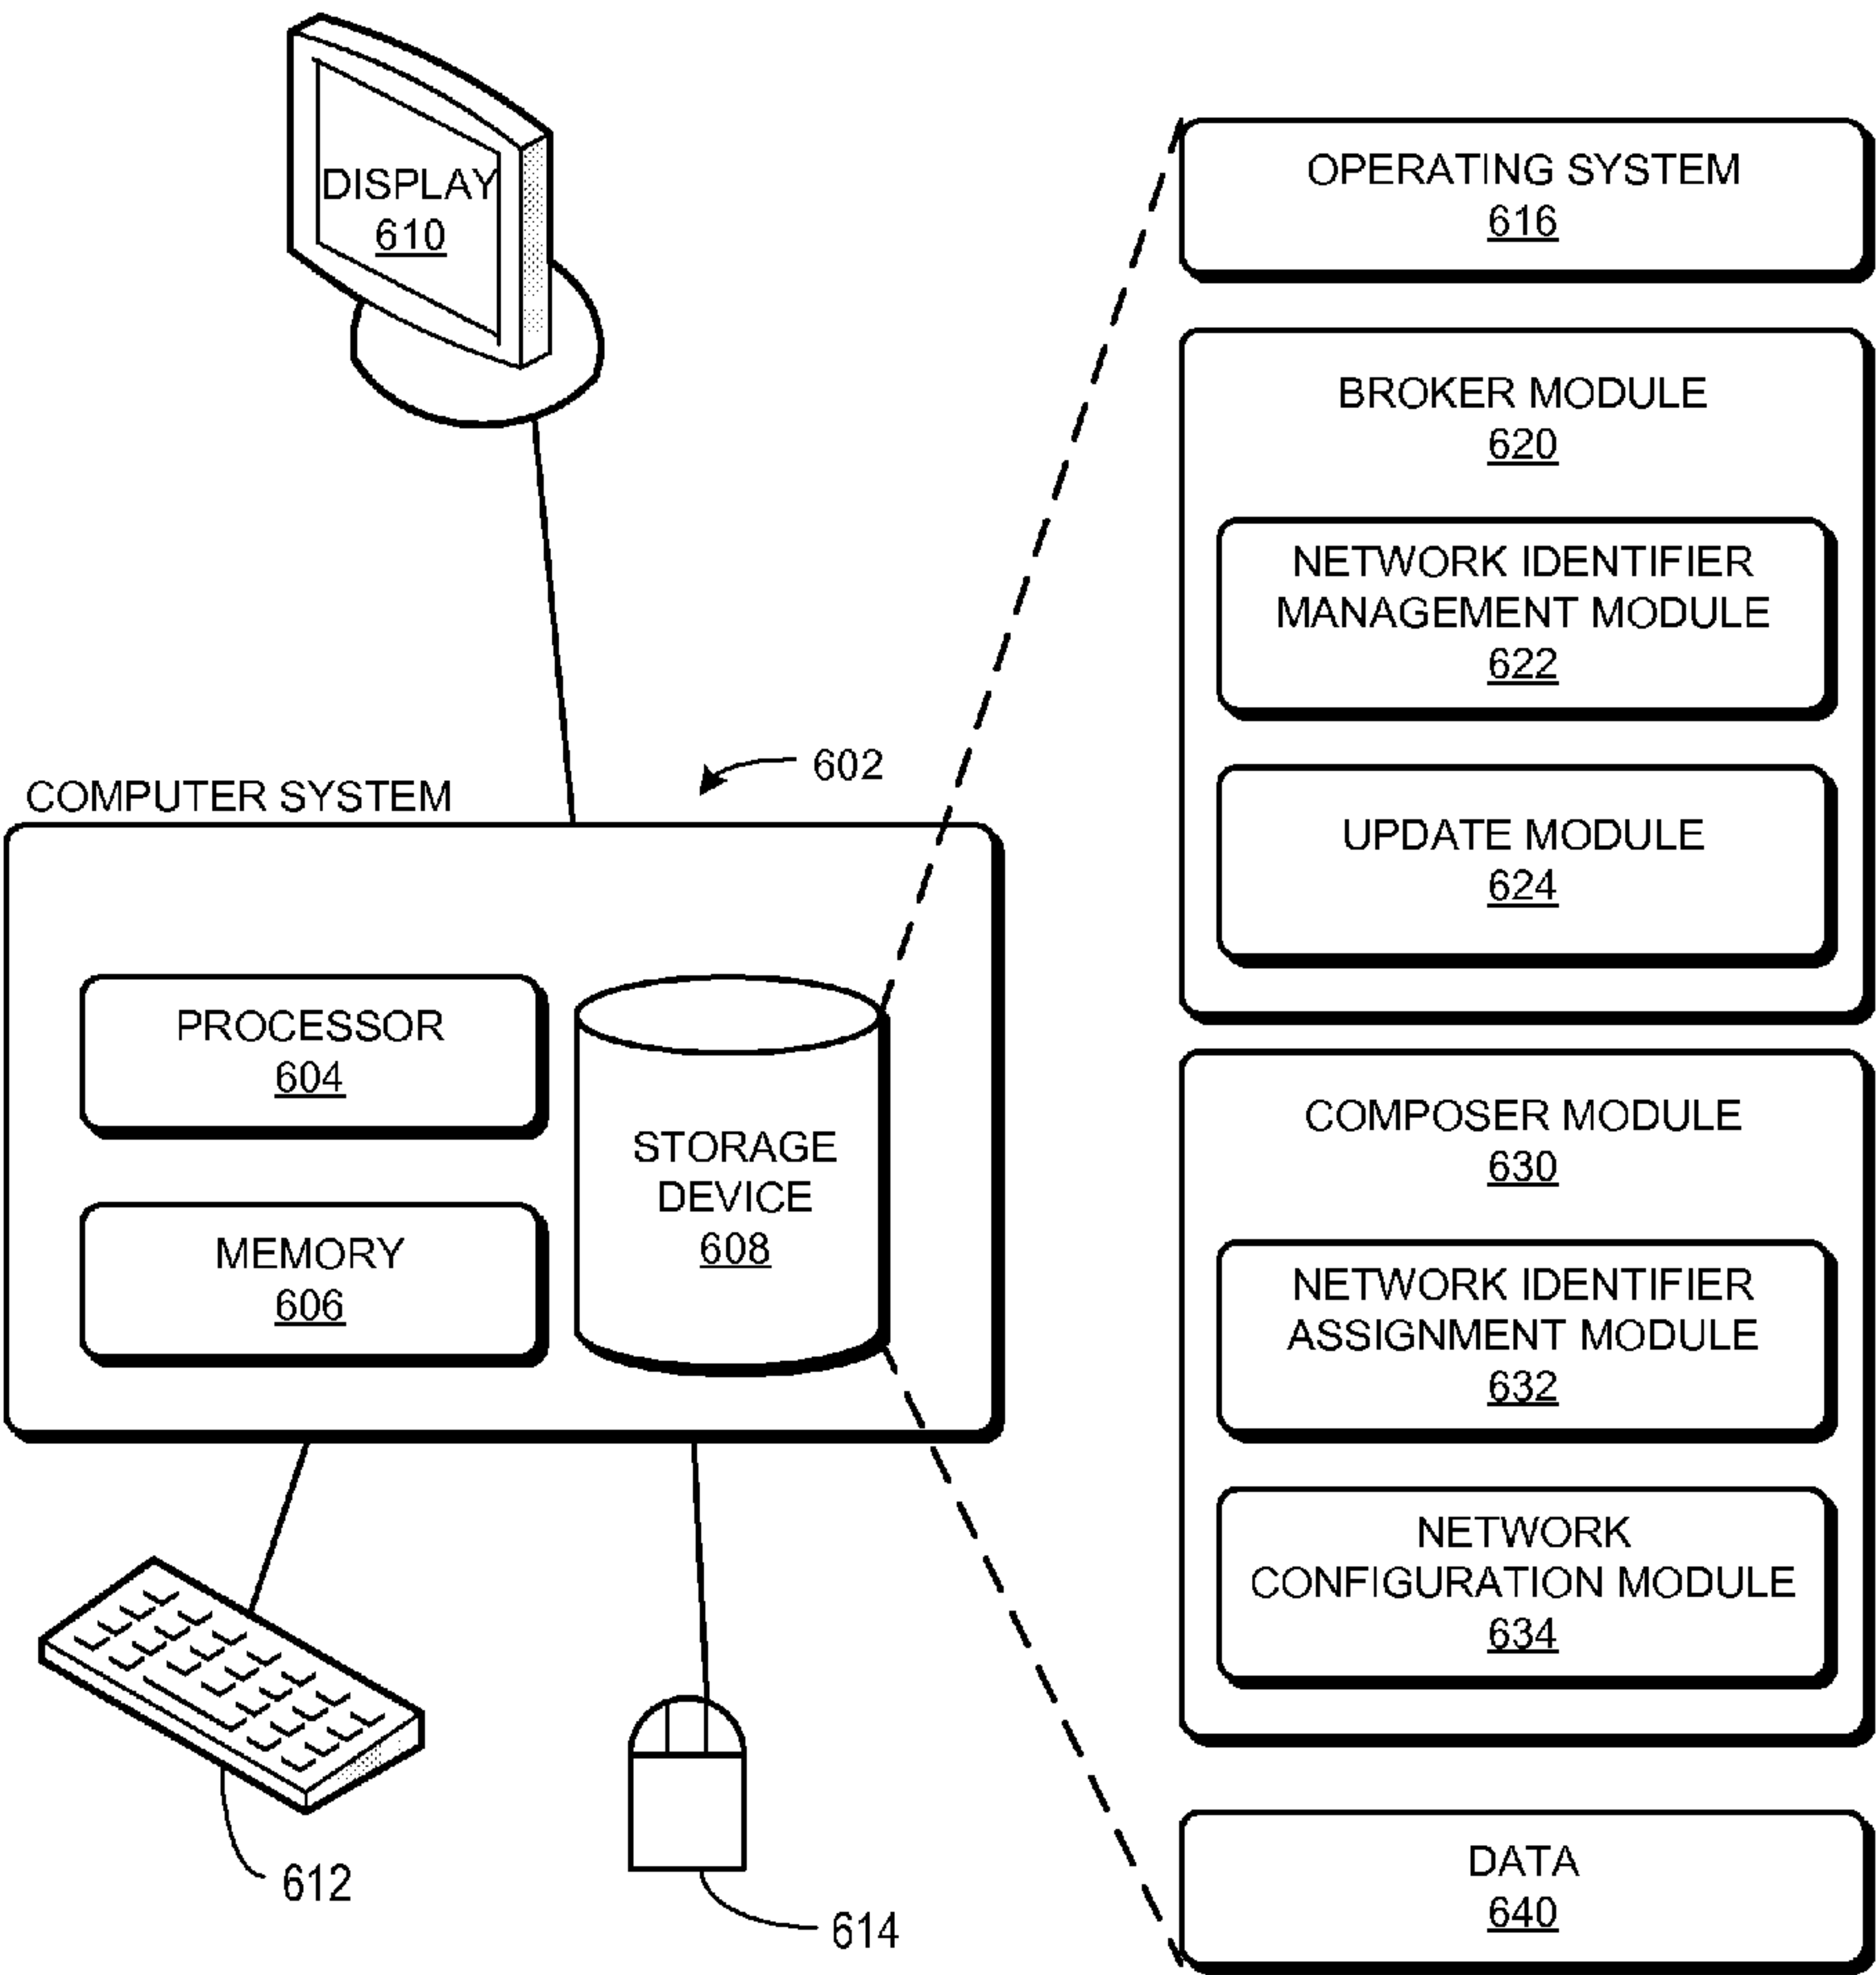 DISPLAY
610
602
COMPUTER SYSTEM
PROCESSOR
604
MEMORY
606
STORAGE
DEVICE
608
612
614
OPERATING SYSTEM
616
BROKER MODULE
620
NETWORK IDENTIFIER
MANAGEMENT MODULE
622
UPDATE MODULE
624
COMPOSER MODULE
630
NETWORK IDENTIFIER
ASSIGNMENT MODULE
632
NETWORK
CONFIGURATION MODULE
634
DATA
640